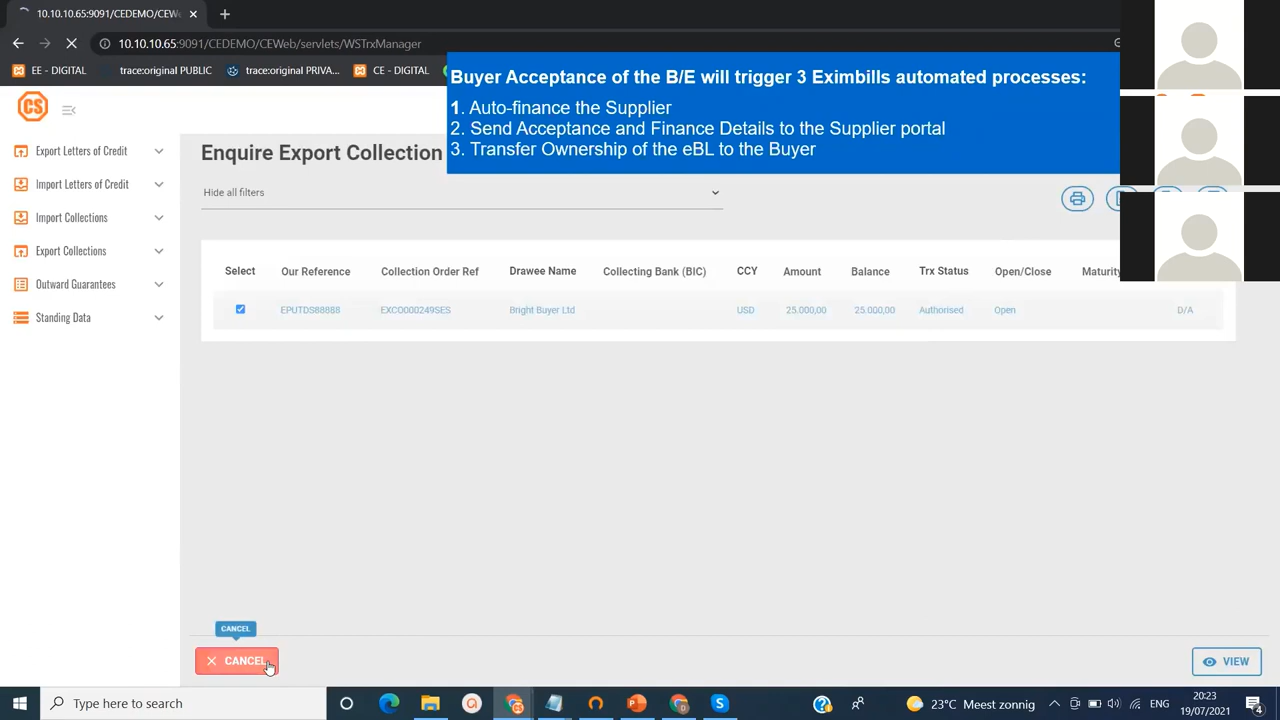 10.10.10.65:9091/CEDEMO/CEW
10.10.10.65:9091/CEDEMO/CEWeb/servlets/WSTrxManager
EE - DIGITAL
trace:original PUBLIC
trace:original PRIVA...
CE - DIGITAL
Buyer Acceptance of the B/E will trigger 3 Eximbills automated processes:
1. Auto-finance the Supplier
2. Send Acceptance and Finance Details to the Supplier portal
3. Transfer Ownership of the eBL to the Buyer
CS
Export Letters of Credit
Import Letters of Credit
Import Collections
Export Collections
Outward Guarantees
Standing Data
Enquire Export Collection
Hide all filters
Select Our Reference Collection Order Ref Drawee Name Collecting Bank (BIC) CCY Amount Balance Trx Status Open/Close Maturity
EPUTDS88888 EXCO000249SES Bright Buyer Ltd USD 25.000,00 25.000,00 Authorised Open D/A
CANCEL
CANCEL
VIEW
Type here to search
23°C Meest zonnig
ENG
20:23
19/07/2021
4